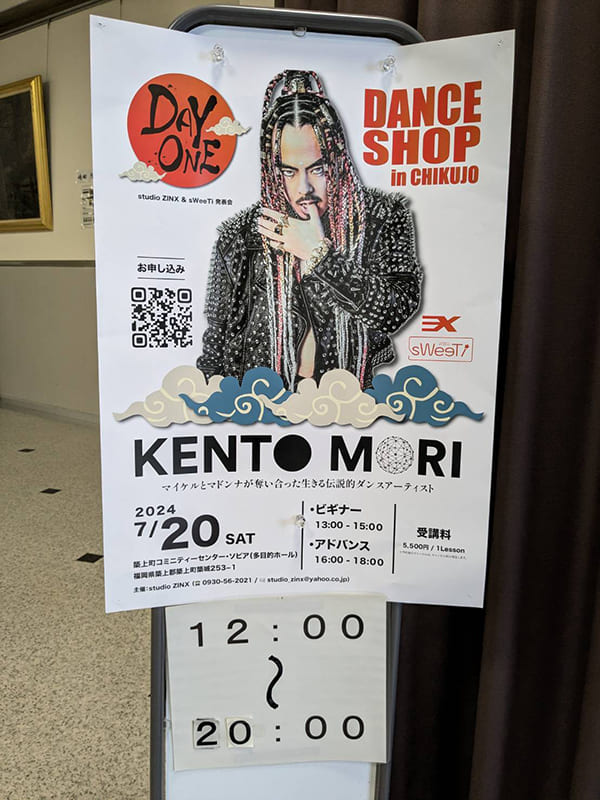 DAY
ONE
studio ZINX & sWeeTi 発表会
DANCE
SHOP
in CHIKUJO
お申し込み
sWeeTi
KENTO MORI
マイケルとマドンナが奪い合った生きる伝説的ダンスアーティスト
2024
7/20 SAT
・ビギナー
13:00 - 15:00
・アドバンス
16:00 - 18:00
受講料
5,500円 / 1Lesson
築上町コミュニティーセンター・ソピア(多目的ホール)
福岡県築上郡築上町築城253−1
主催:studio ZINX (☎ 0930-56-2021 / studio_zinx@yahoo.co.jp)
12:00
〜
20:00